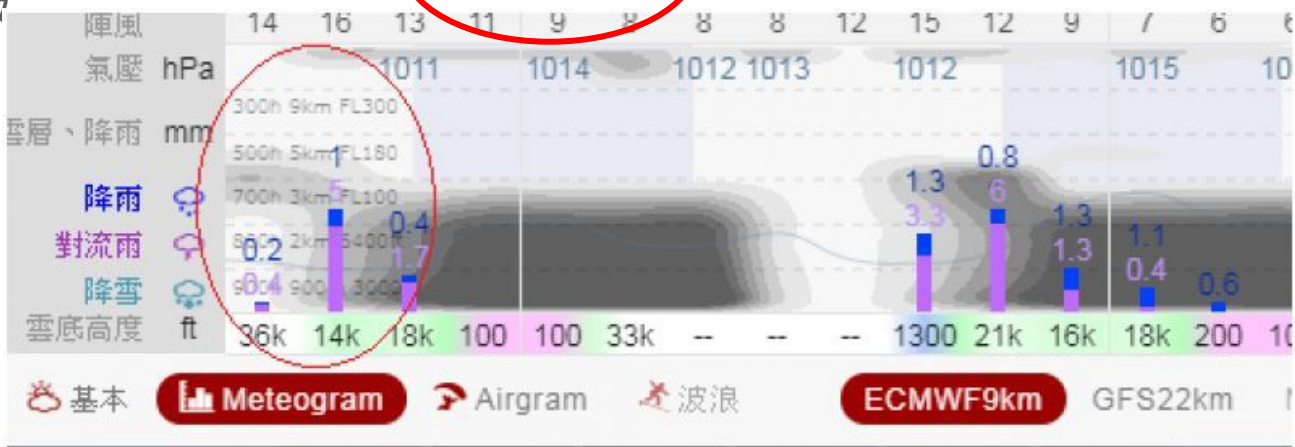 陣風 14 16 13 11 9 8 8 8 12 15 12 9 7 6
氣壓 hPa 1011 1014 1012 1013 1012 1015 10
300h 9km FL300
雲層、降雨 mm
500h 5km FL180
1 0.8
降雨 700h 3km FL100 5 1.3 6
對流雨 0.2 2km 0.4 1.7 3.3 1.3 1.3 1.1 0.4
降雪 0.4 0.6
雲底高度 ft 36k 14k 18k 100 100 33k -- -- -- 1300 21k 16k 18k 200 10
基本 Meteogram Airgram 波浪 ECMWF9km GFS22km